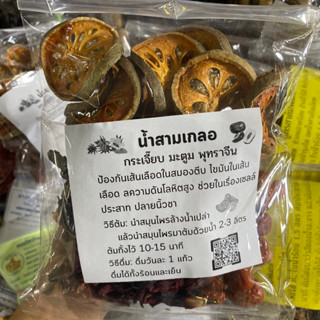 น้ำสามเกลอ
กระเจี๊ยบ มะตูม พุทราจีน
ป้องกันเส้นเลือดในสมองตีบ ไขมันในเส้น
เลือด ลดความดันโลหิตสูง ช่วยในเรื่องเซลล์
ประสาท ปลายนิ้วชา
วิธีต้ม: นำสมุนไพรล้างน้ำเปล่า
แล้วนำสมุนไพรมาต้มด้วยน้ำ 2-3 ลิตร
ต้มทิ้งไว้ 10-15 นาที
วิธีดื่ม: ดื่มวันละ 1 แก้ว
ดื่มได้ทั้งร้อนและเย็น